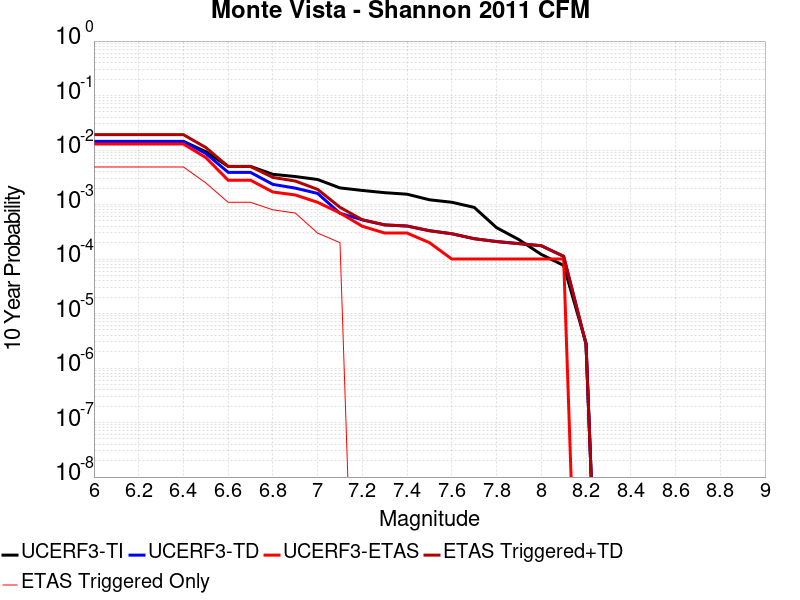 Monte Vista - Shannon 2011 CFM
10 0
10 -1
10 -2
10 -3
10 -4
10 -5
10 -6
10 -7
10 -8
10 Year Probability
6 6.2 6.4 6.6 6.8 7 7.2 7.4 7.6 7.8 8 8.2 8.4 8.6 8.8 9
Magnitude
UCERF3-TI UCERF3-TD UCERF3-ETAS ETAS Triggered+TD
ETAS Triggered Only